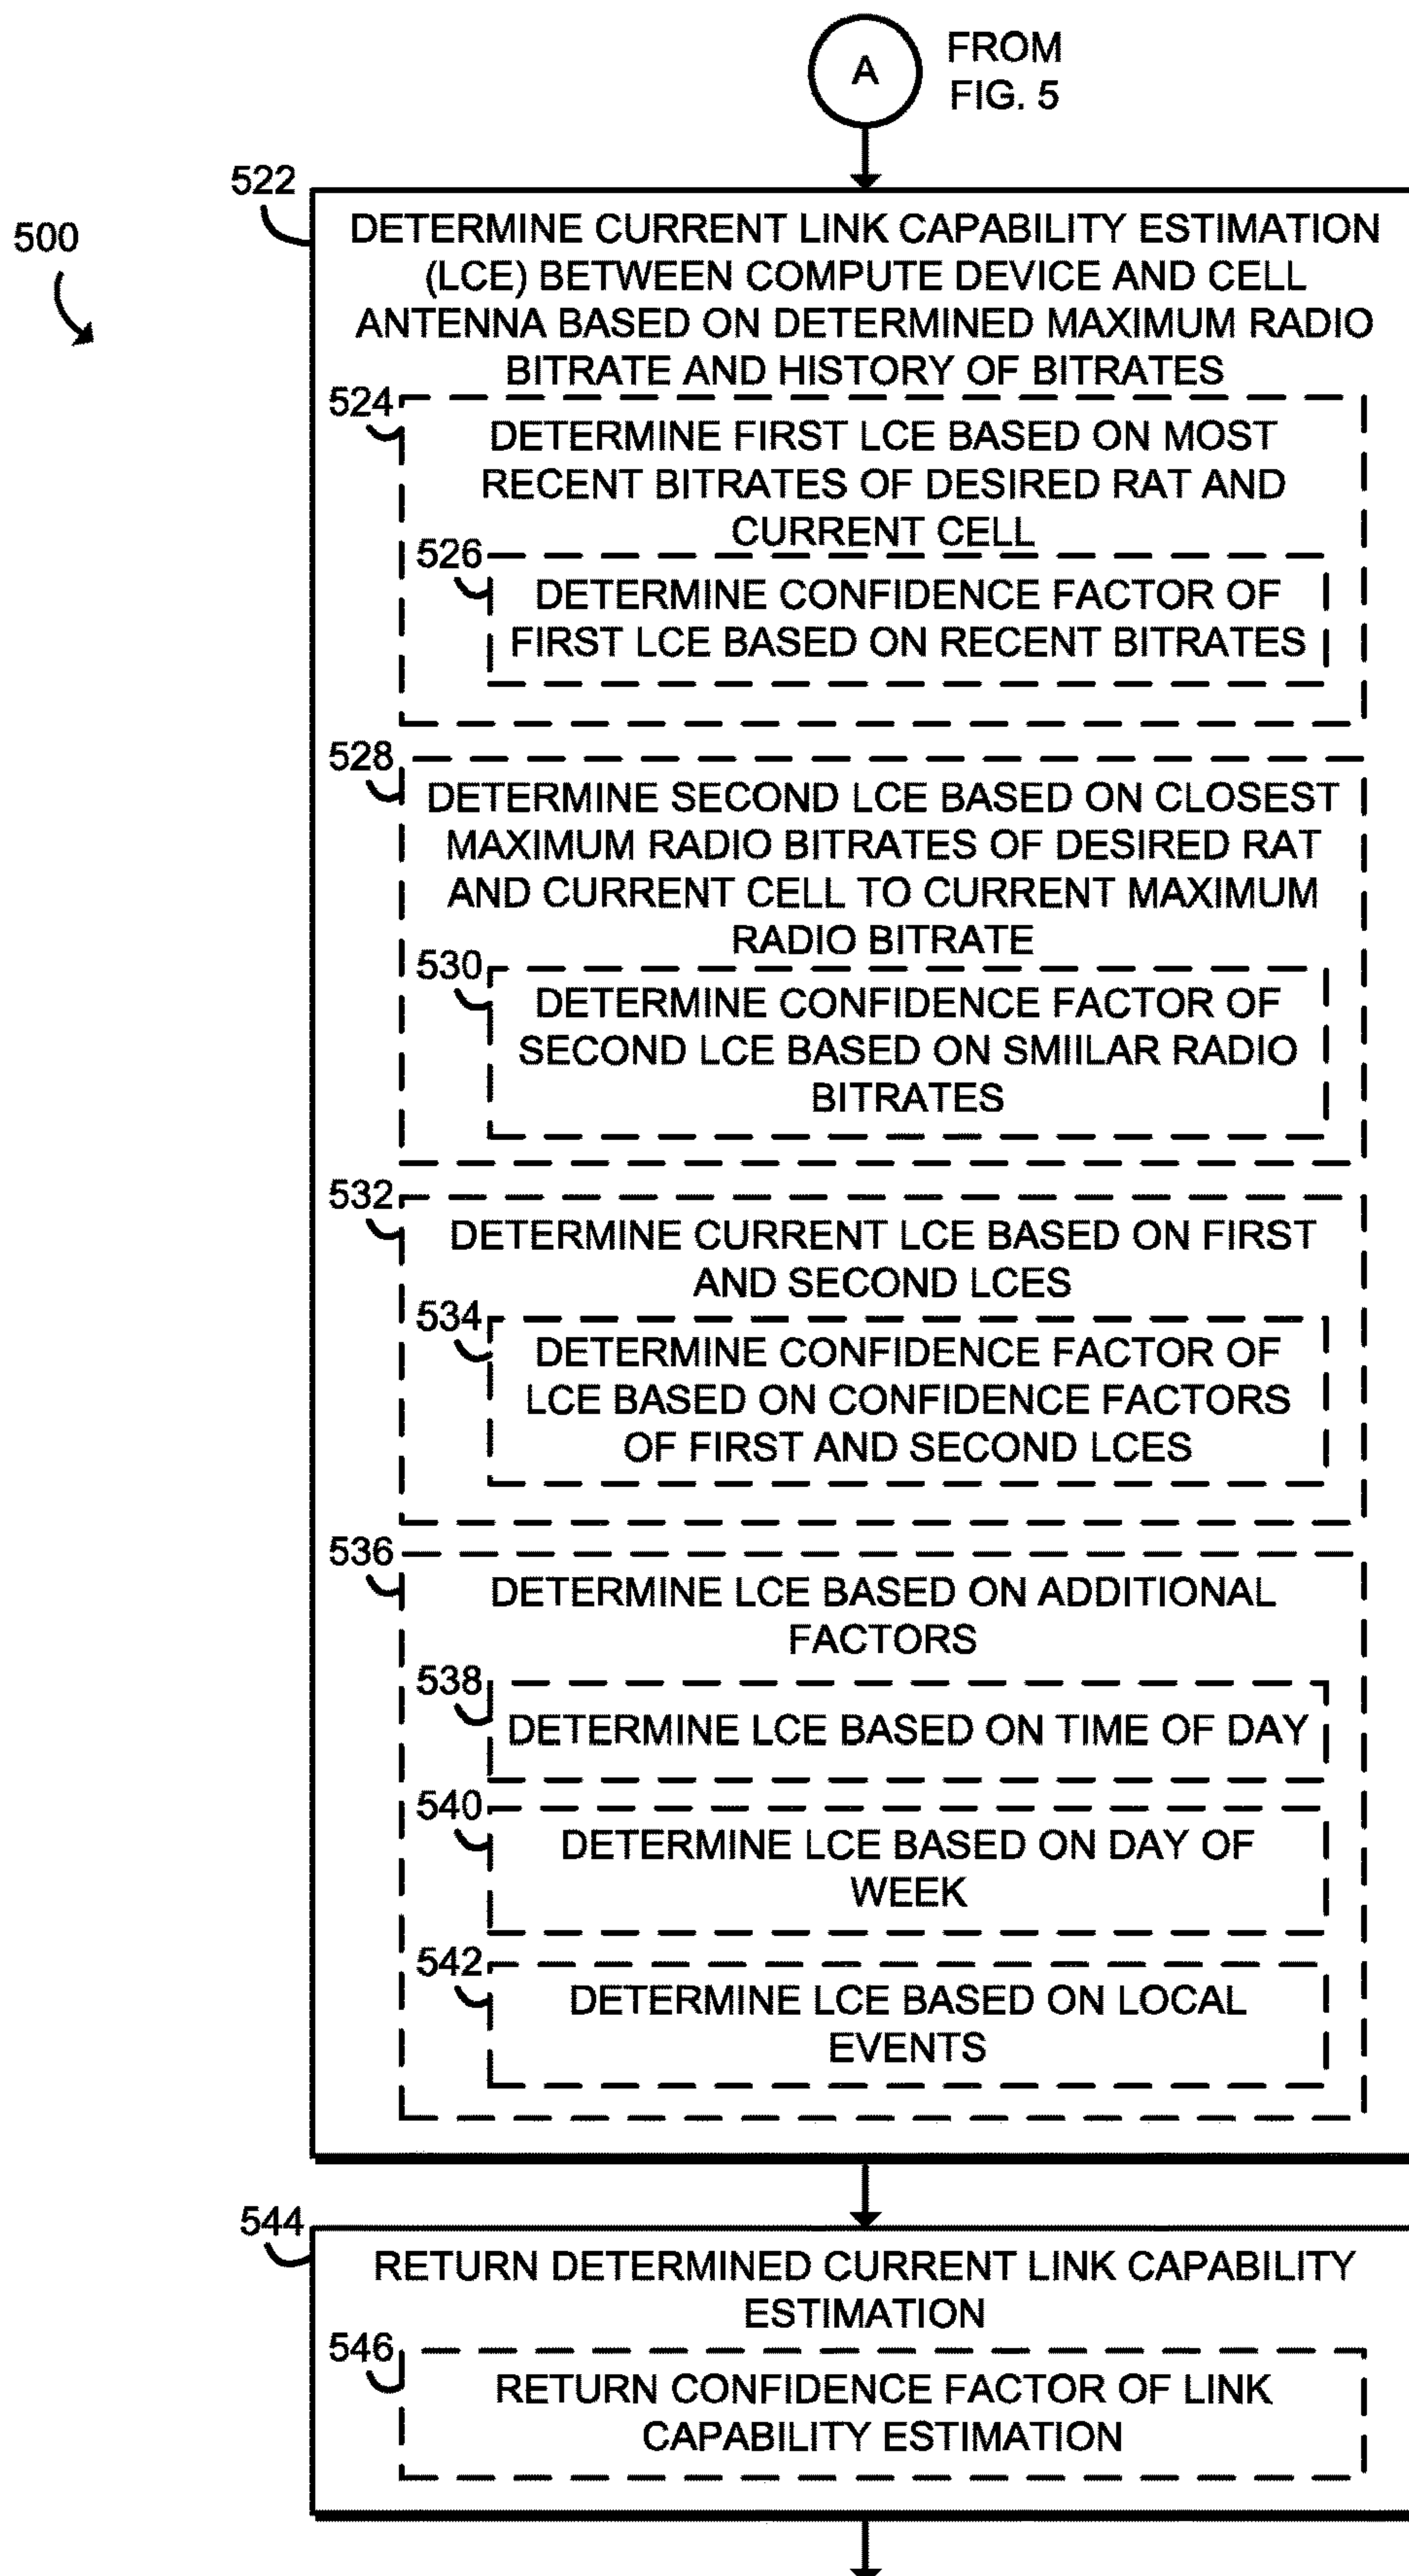 A
FROM
FIG. 5
500
522
DETERMINE CURRENT LINK CAPABILITY ESTIMATION
(LCE) BETWEEN COMPUTE DEVICE AND CELL
ANTENNA BASED ON DETERMINED MAXIMUM RADIO
BITRATE AND HISTORY OF BITRATES
524
DETERMINE FIRST LCE BASED ON MOST
RECENT BITRATES OF DESIRED RAT AND
CURRENT CELL
526
DETERMINE CONFIDENCE FACTOR OF
FIRST LCE BASED ON RECENT BITRATES
528
DETERMINE SECOND LCE BASED ON CLOSEST
MAXIMUM RADIO BITRATES OF DESIRED RAT
AND CURRENT CELL TO CURRENT MAXIMUM
RADIO BITRATE
530
DETERMINE CONFIDENCE FACTOR OF
SECOND LCE BASED ON SMIILAR RADIO
BITRATES
532
DETERMINE CURRENT LCE BASED ON FIRST
AND SECOND LCES
534
DETERMINE CONFIDENCE FACTOR OF
LCE BASED ON CONFIDENCE FACTORS
OF FIRST AND SECOND LCES
536
DETERMINE LCE BASED ON ADDITIONAL
FACTORS
538
DETERMINE LCE BASED ON TIME OF DAY
540
DETERMINE LCE BASED ON DAY OF
WEEK
542
DETERMINE LCE BASED ON LOCAL
EVENTS
544
RETURN DETERMINED CURRENT LINK CAPABILITY
ESTIMATION
546
RETURN CONFIDENCE FACTOR OF LINK
CAPABILITY ESTIMATION